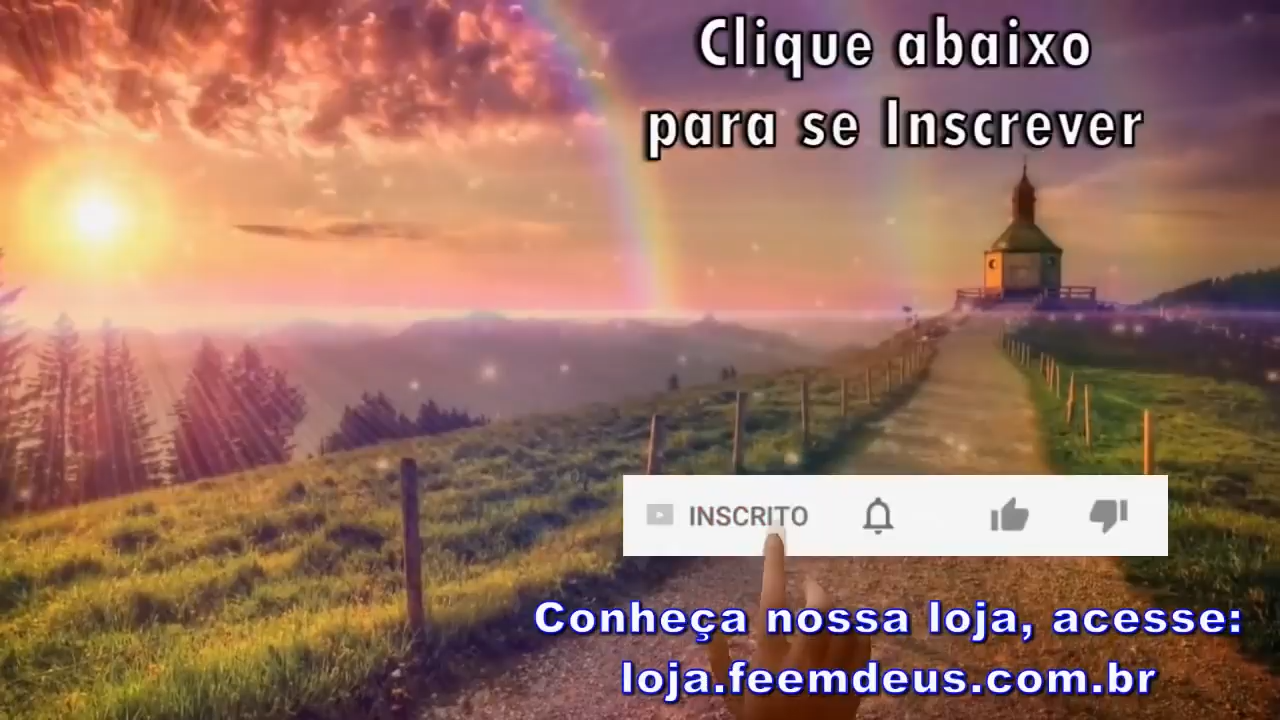 Clique abaixo
para se Inscrever
INSCRITO
Conheça nossa loja, acesse:
loja.feemdeus.com.br